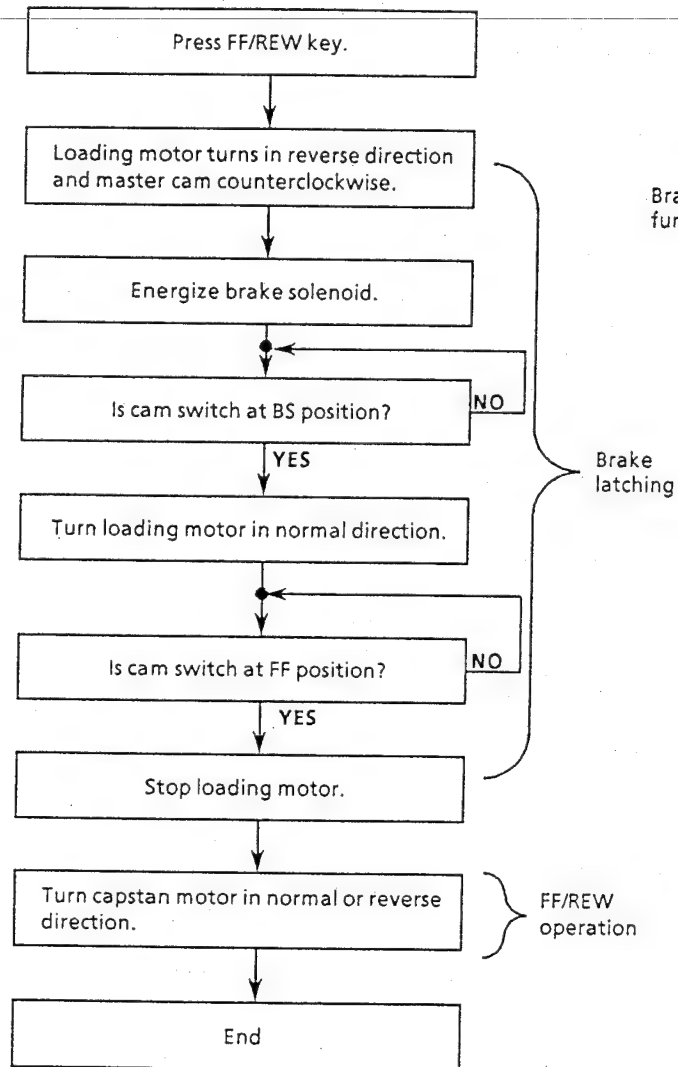 Press FF/REW key.
Loading motor turns in reverse direction
and master cam counterclockwise.
Energize brake solenoid.
Is cam switch at BS position?
NO
YES
Turn loading motor in normal direction.
Is cam switch at FF position?
NO
YES
Stop loading motor.
Brake
latching
Turn capstan motor in normal or reverse
direction.
FF/REW
operation
End